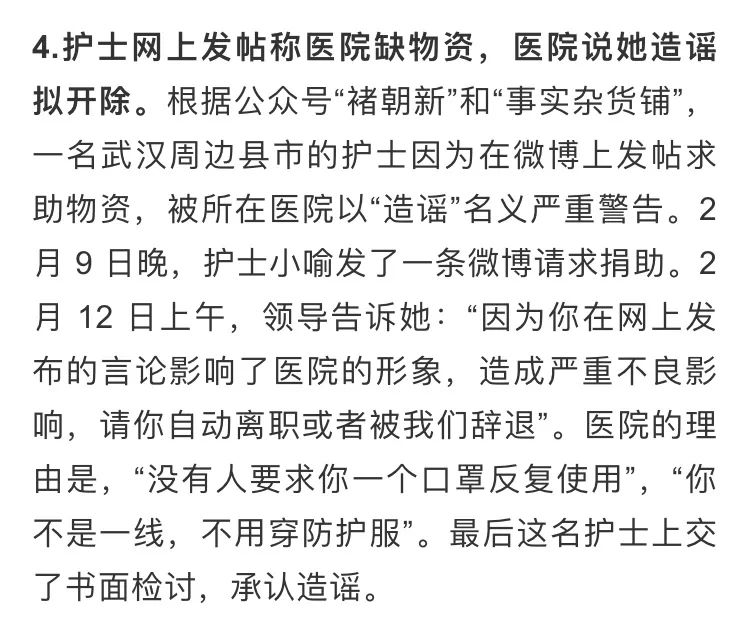 4.护士网上发帖称医院缺物资，医院说她造谣
拟开除。根据公众号“褚朝新”和“事实杂货铺”，
一名武汉周边县市的护士因为在微博上发帖求
助物资，被所在医院以“造谣”名义严重警告。2
月 9 日晚，护士小喻发了一条微博请求捐助。2
月 12 日上午，领导告诉她：“因为你在网上发
布的言论影响了医院的形象，造成严重不良影
响，请你自动离职或者被我们辞退”。医院的理
由是，“没有人要求你一个口罩反复使用”，“你
不是一线，不用穿防护服”。最后这名护士上交
了书面检讨，承认造谣。